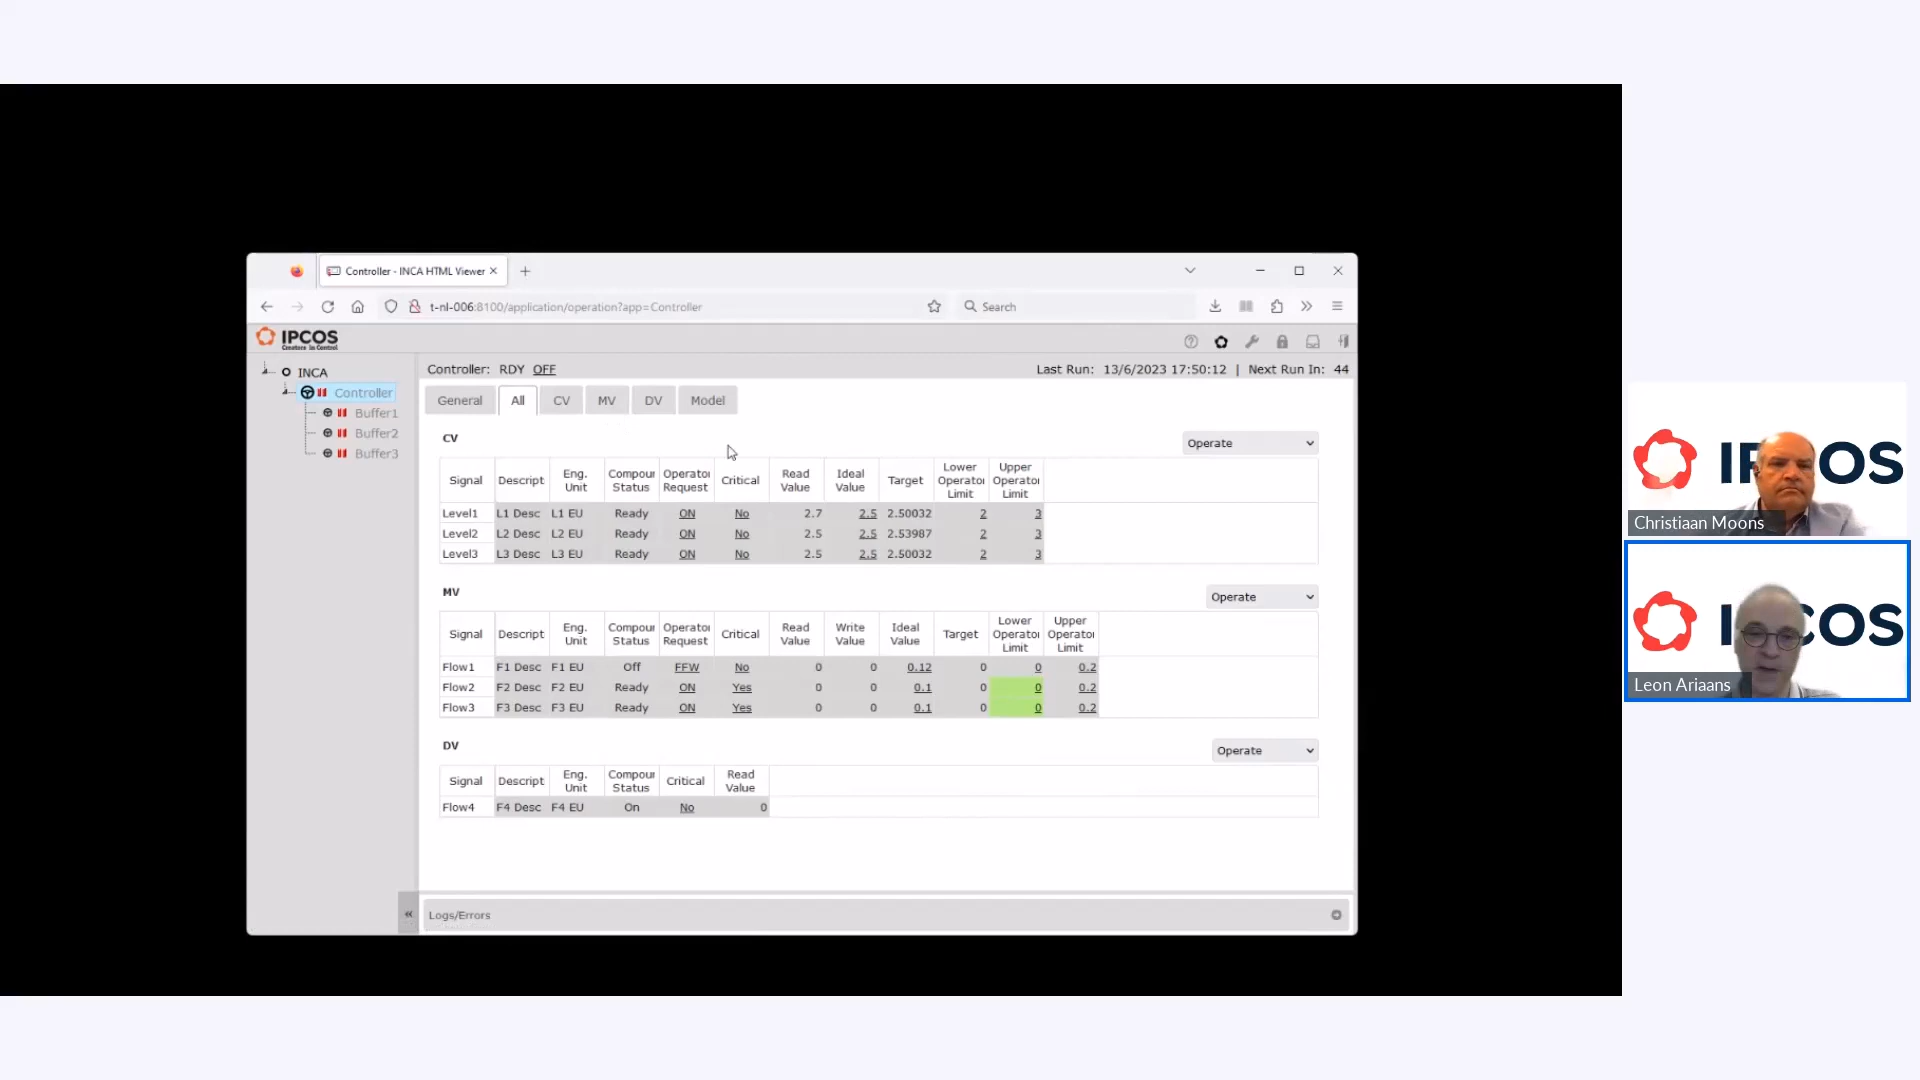 Controller - INCA HTML Viewer
t-nl-006:8100/application/operation?app=Controller
Search
IPCOS
Creators in Control
INCA
Controller
Buffer1
Buffer2
Buffer3
Controller: RDY OFF
Last Run: 13/6/2023 17:50:12 | Next Run In: 44
General All CV MV DV Model
CV
Operate
Signal Descript Eng. Unit Compour Status Operator Request Critical Read Value Ideal Value Target Lower Operator Limit Upper Operator Limit
Level1 L1 Desc L1 EU Ready ON No 2.7 2.5 2.50032 2 3
Level2 L2 Desc L2 EU Ready ON No 2.5 2.5 2.53987 2 3
Level3 L3 Desc L3 EU Ready ON No 2.5 2.5 2.50032 2 3
MV
Operate
Signal Descript Eng. Unit Compour Status Operator Request Critical Read Value Write Value Ideal Value Target Lower Operator Limit Upper Operator Limit
Flow1 F1 Desc F1 EU Off FFW No 0 0 0.12 0 0 0.2
Flow2 F2 Desc F2 EU Ready ON Yes 0 0 0.1 0 0 0.2
Flow3 F3 Desc F3 EU Ready ON Yes 0 0 0.1 0 0 0.2
DV
Operate
Signal Descript Eng. Unit Compour Status Critical Read Value
Flow4 F4 Desc F4 EU On No 0
Logs/Errors
Christiaan Moons
Leon Ariaans